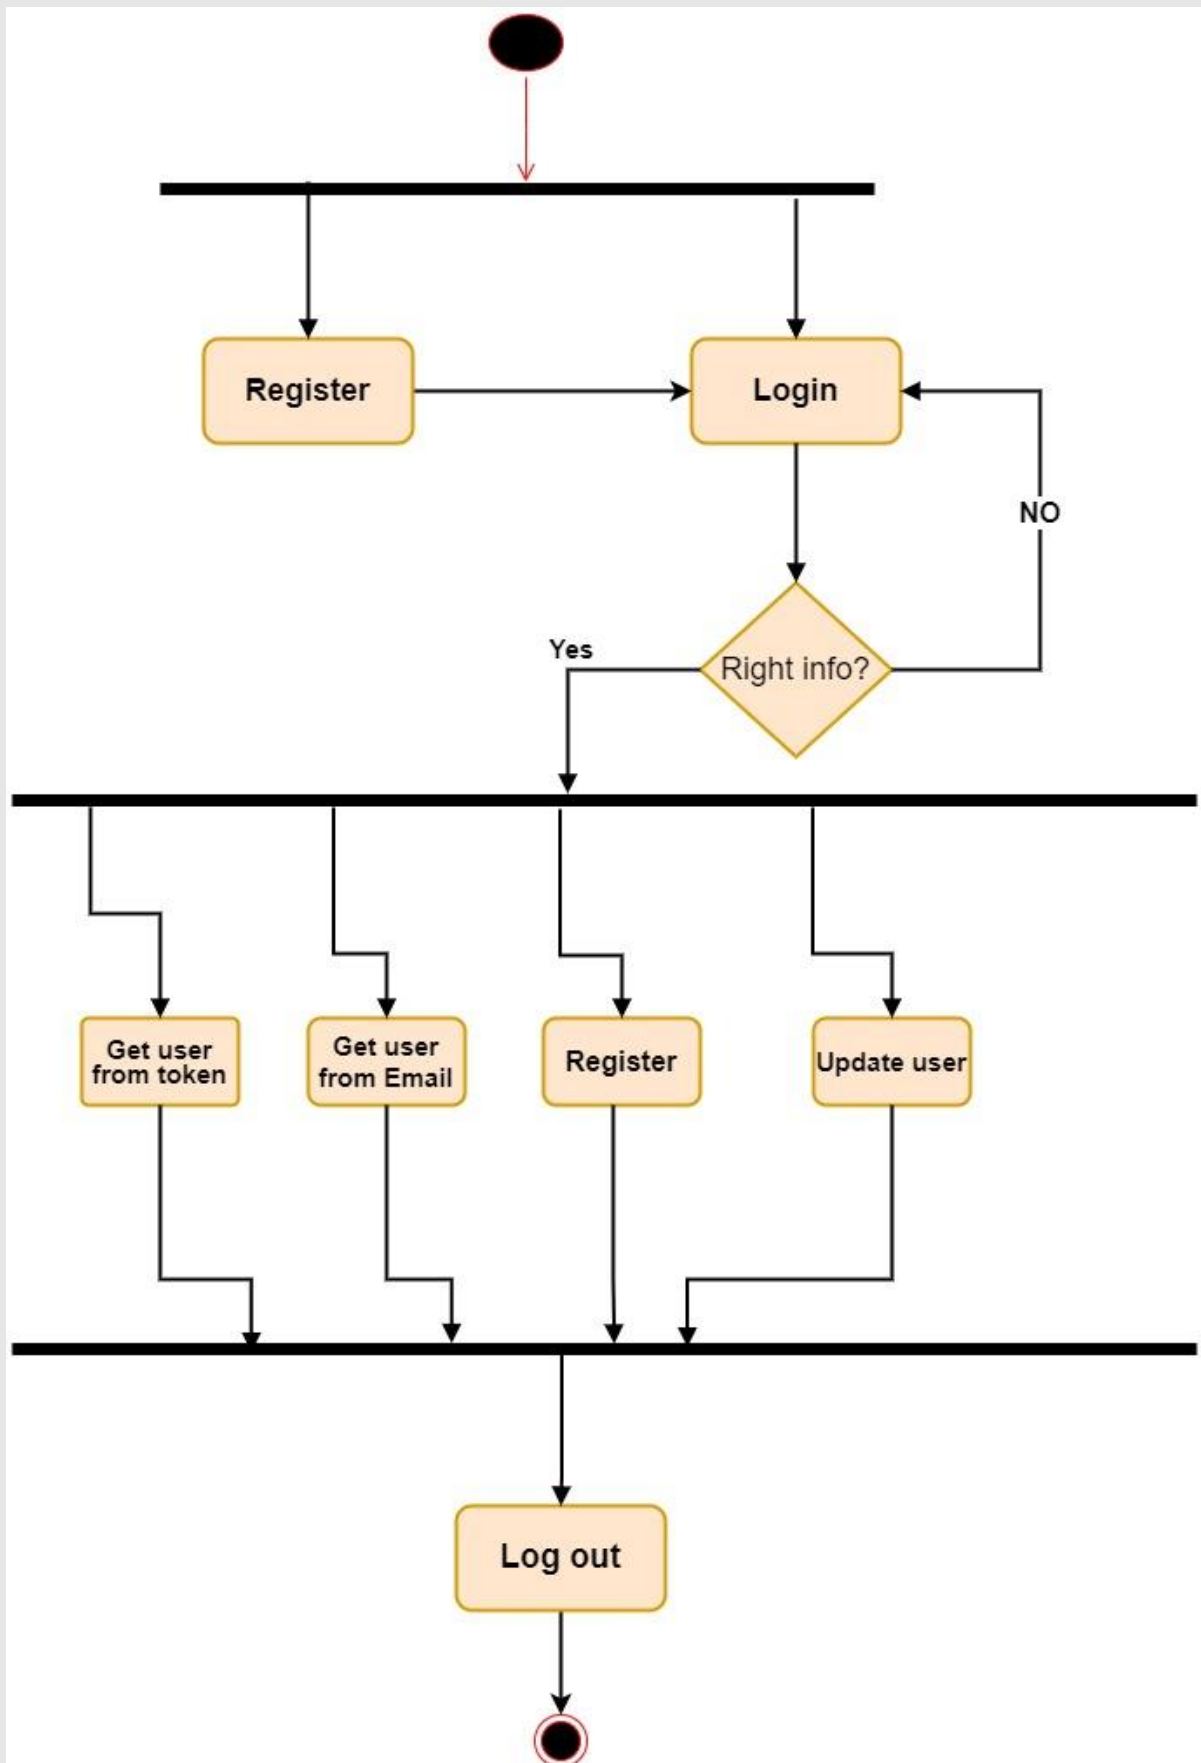 Register
Login
NO
Yes
Right info?
Get user
from token
Get user
from Email
Register
Update user
Log out